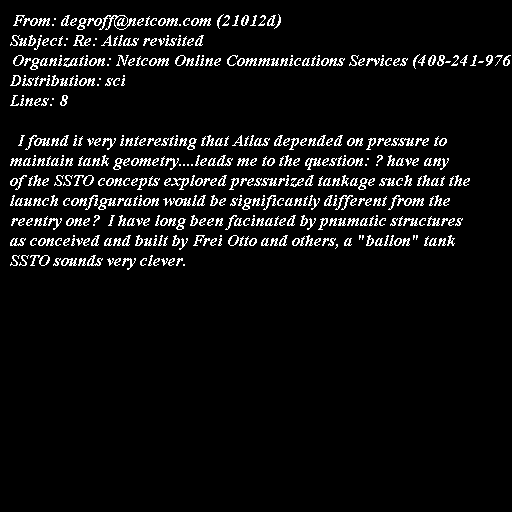 From: degroff@netcom.com (21012d)
Subject: Re: Atlas revisited
Organization: Netcom Online Communications Services (408-241-976
Distribution: sci
Lines: 8

I found it very interesting that Atlas depended on pressure to
maintain tank geometry....leads me to the question: ? have any
of the SSTO concepts explored pressurized tankage such that the
launch configuration would be significantly different from the
reentry one?  I have long been facinated by pnumatic structures
as conceived and built by Frei Otto and others, a "ballon" tank
SSTO sounds very clever.